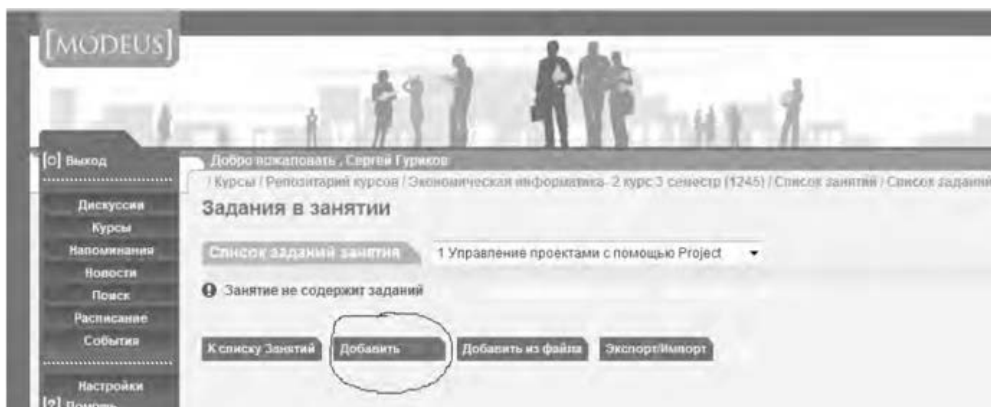 [MODEUS]
[O] Выход
Добро пожаловать, Сергей Гуриков
/ Курсы / Репозитарий курсов / Экономическая информатика- 2 курс 3 семестр (1245) / Список занятий / Список заданий
Дискуссии
Курсы
Напоминания
Новости
Поиск
Расписание
События
Настройки
[?] Помощь
Задания в занятии
Список заданий занятия
1 Управление проектами с помощью Project
Занятие не содержит заданий
К списку Занятий
Добавить
Добавить из файла
Экспорт/Импорт